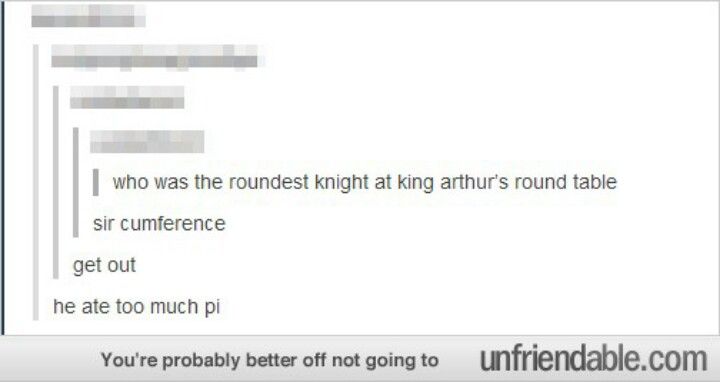 who was the roundest knight at king arthur's round table
sir cumference
get out
he ate too much pi
You're probably better off not going to unfriendable.com